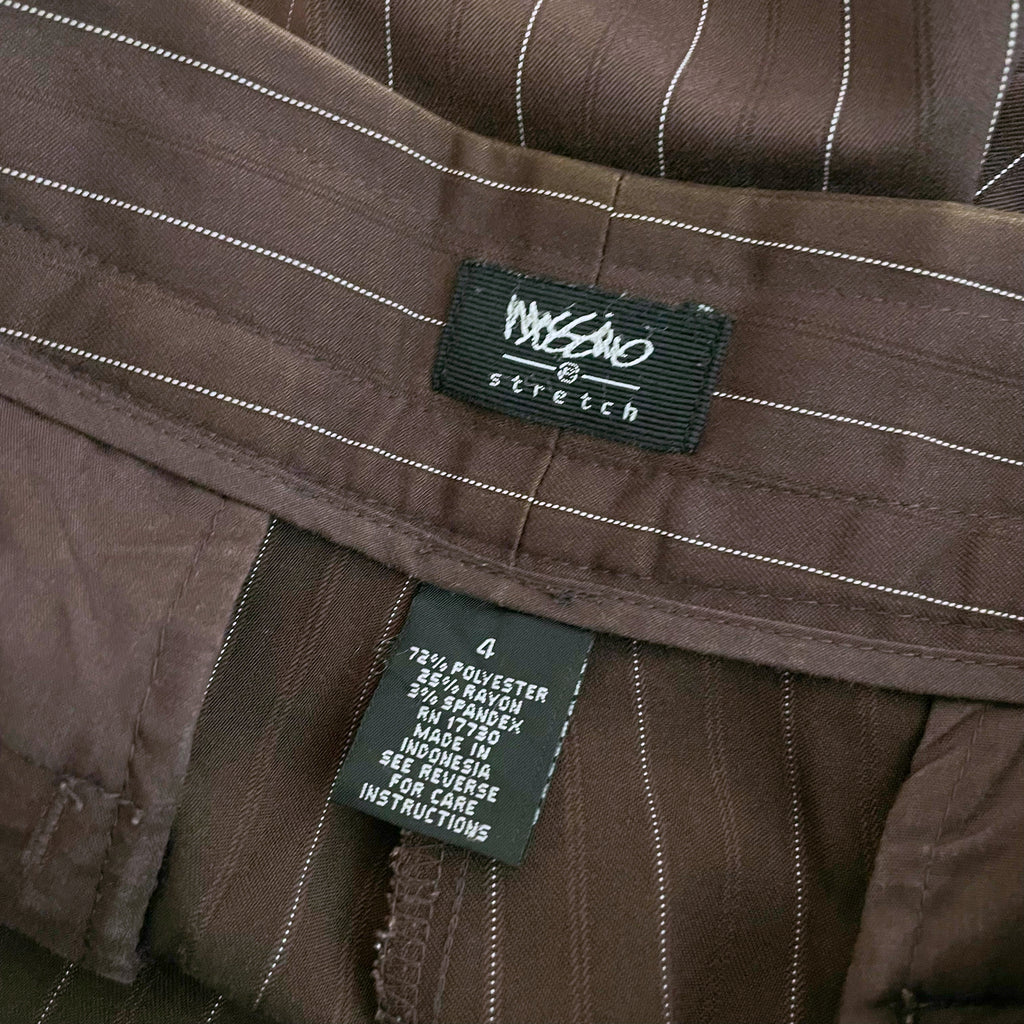 mossimo
stretch
4
72% POLYESTER
25% RAYON
3% SPANDEX
RN 17730
MADE IN
INDONESIA
SEE REVERSE
FOR CARE
INSTRUCTIONS